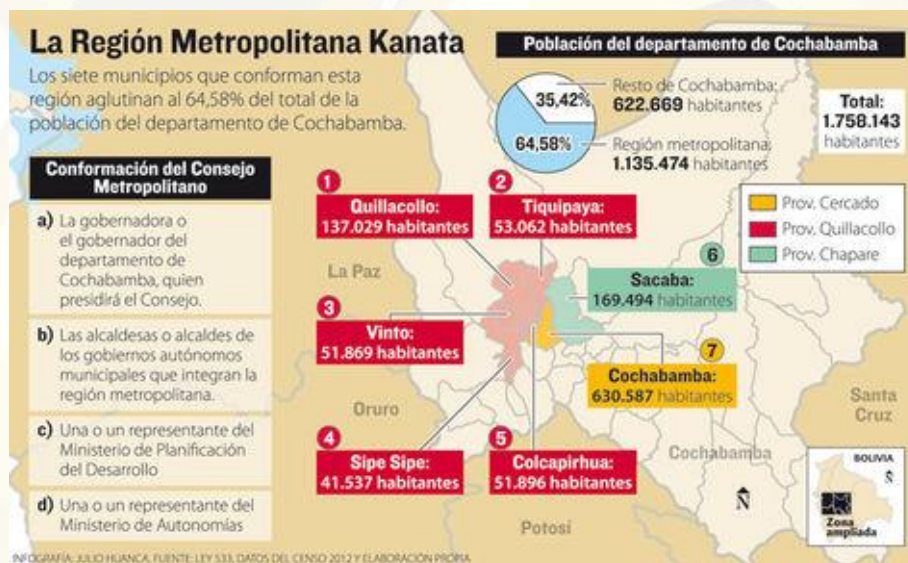 La Región Metropolitana Kanata
Los siete municipios que conforman esta
región aglutinan al 64,58% del total de la
población del departamento de Cochabamba.
Población del departamento de Cochabamba
35,42%
64,58%
Resto de Cochabamba:
622.669 habitantes
Región metropolitana:
1.135.474 habitantes
Total:
1.758.143
habitantes
Conformación del Consejo
Metropolitano
a) La gobernadora o
el gobernador del
departamento de
Cochabamba, quien
presidirá el Consejo.
b) Las alcaldesas o alcaldes de
los gobiernos autónomos
municipales que integran la
región metropolitana.
c) Una o un representante del
Ministerio de Planificación
del Desarrollo
d) Una o un representante del
Ministerio de Autonomías
1
Quillacollo:
137.029 habitantes
2
Tiquipaya:
53.062 habitantes
Prov. Cercado
Prov. Quillacollo
Prov. Chapare
La Paz
6
Sacaba:
169.494 habitantes
3
Vinto:
51.869 habitantes
7
Cochabamba:
630.587 habitantes
Oruro
Santa
Cruz
4
Sipe Sipe:
41.537 habitantes
5
Colcapirhua:
51.896 habitantes
Cochabamba
N
Potosí
BOLIVIA
N
Zona
ampliada
INFOGRAFÍA: JULIO HUANCA. FUENTE: LEY 533, DATOS DEL CENSO 2012 Y ELABORACIÓN PROPIA